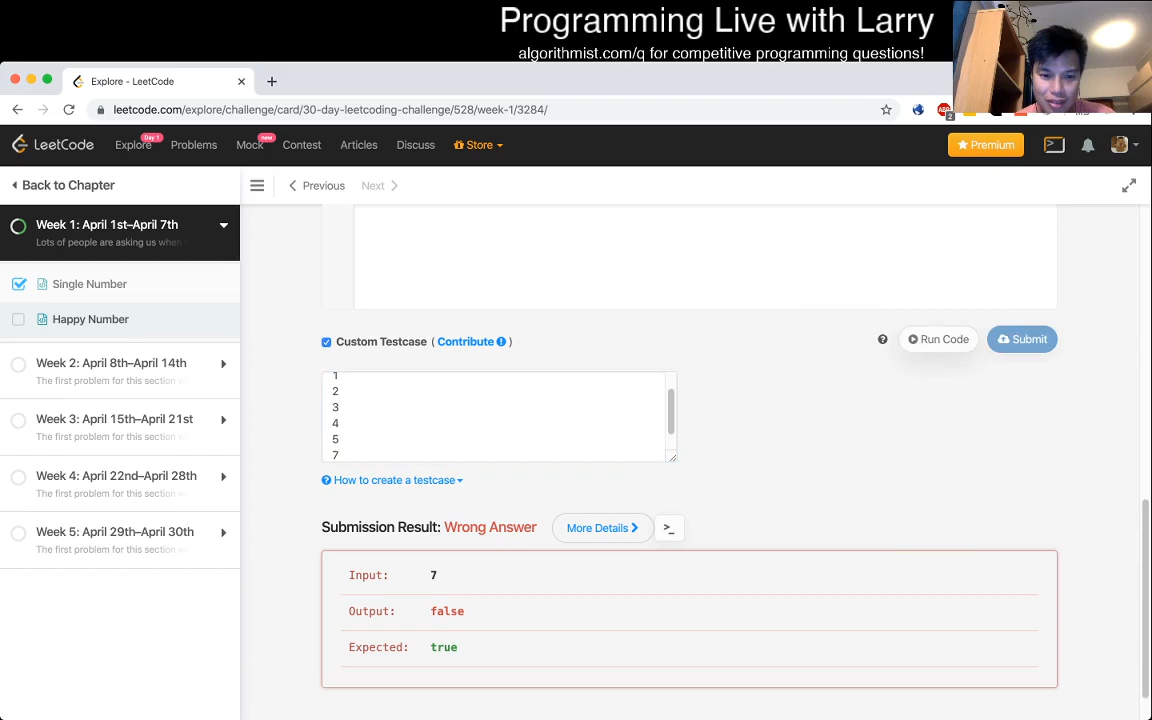 Programming Live with Larry
algorithmist.com/q for competitive programming questions!
Explore - LeetCode
leetcode.com/explore/challenge/card/30-day-leetcoding-challenge/528/week-1/3284/
ABP
2
LeetCode
Explore
Day 1
Problems
Mock
new
Contest
Articles
Discuss
Store
Premium
Back to Chapter
Previous
Next
Week 1: April 1st–April 7th
Lots of people are asking us when
Single Number
Happy Number
Week 2: April 8th–April 14th
The first problem for this section w
Week 3: April 15th–April 21st
The first problem for this section w
Week 4: April 22nd–April 28th
The first problem for this section w
Week 5: April 29th–April 30th
The first problem for this section w
Custom Testcase ( Contribute )
Run Code
Submit
1
2
3
4
5
7
How to create a testcase
Submission Result: Wrong Answer
More Details
>_
Input: 7
Output: false
Expected: true